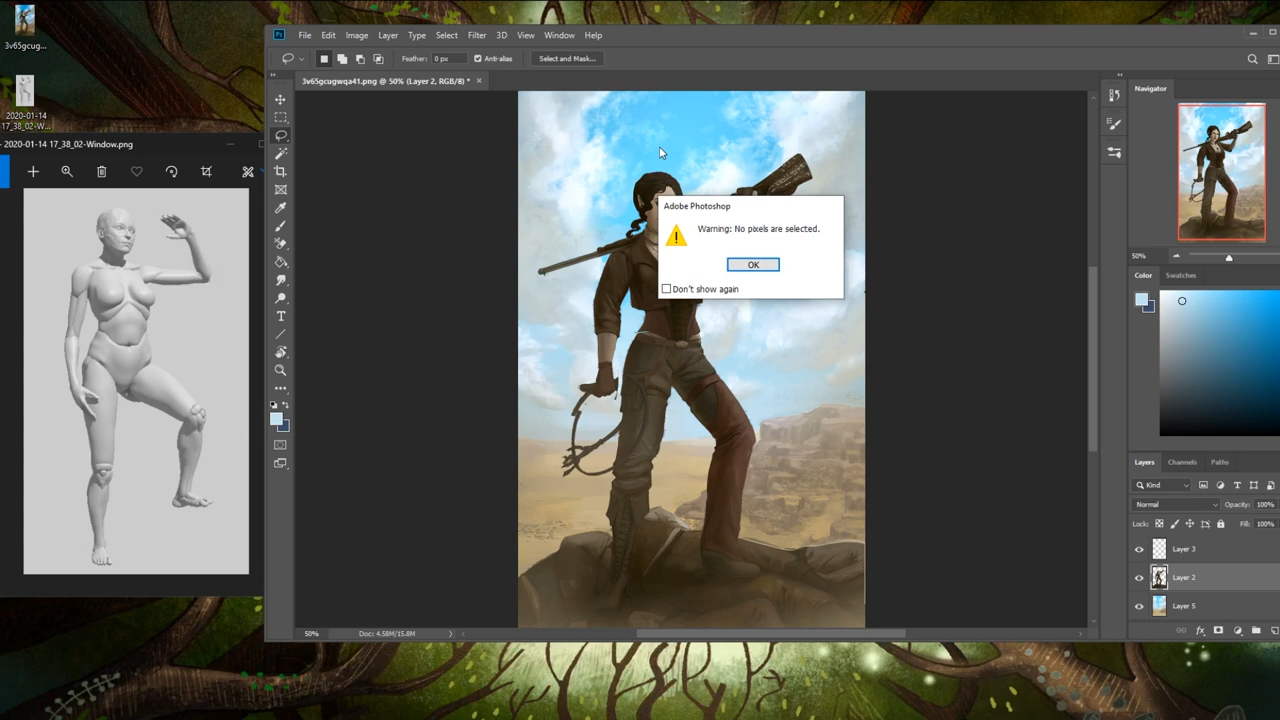 3v65gcug...
2020-01-14
17_38_02-W...
2020-01-14 17_38_02-Window.png
Ps File Edit Image Layer Type Select Filter 3D View Window Help
Feather: 0 px Anti-alias Select and Mask...
3v65gcugwqa41.png @ 50% (Layer 2, RGB/8) *
Adobe Photoshop
Warning: No pixels are selected.
OK
Don't show again
50% Doc: 4.58M/15.8M
Navigator
50%
Color Swatches
Layers Channels Paths
Kind
Normal Opacity: 100%
Lock: Fill: 100%
Layer 3
Layer 2
Layer 5
fx